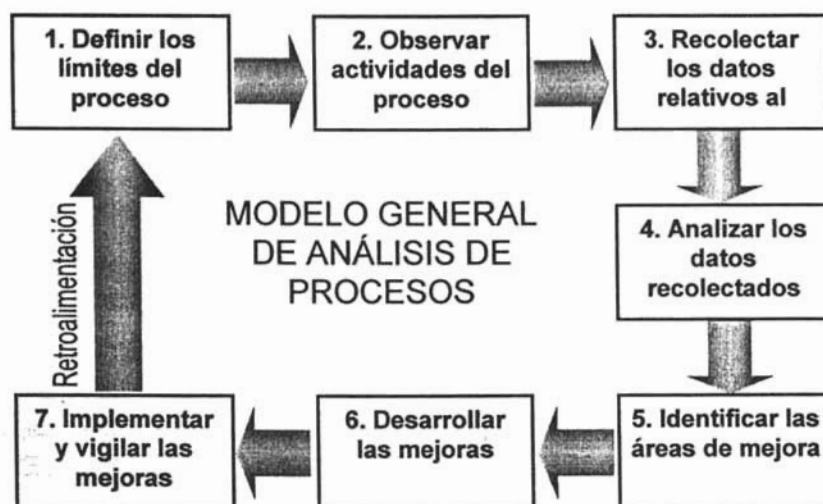 1. Definir los
límites del
proceso
2. Observar
actividades del
proceso
3. Recolectar
los datos
relativos al
MODELO GENERAL
DE ANÁLISIS DE
PROCESOS
4. Analizar los
datos
recolectados
Retroalimentación
7. Implementar
y vigilar las
mejoras
6. Desarrollar
las mejoras
5. Identificar las
áreas de mejora